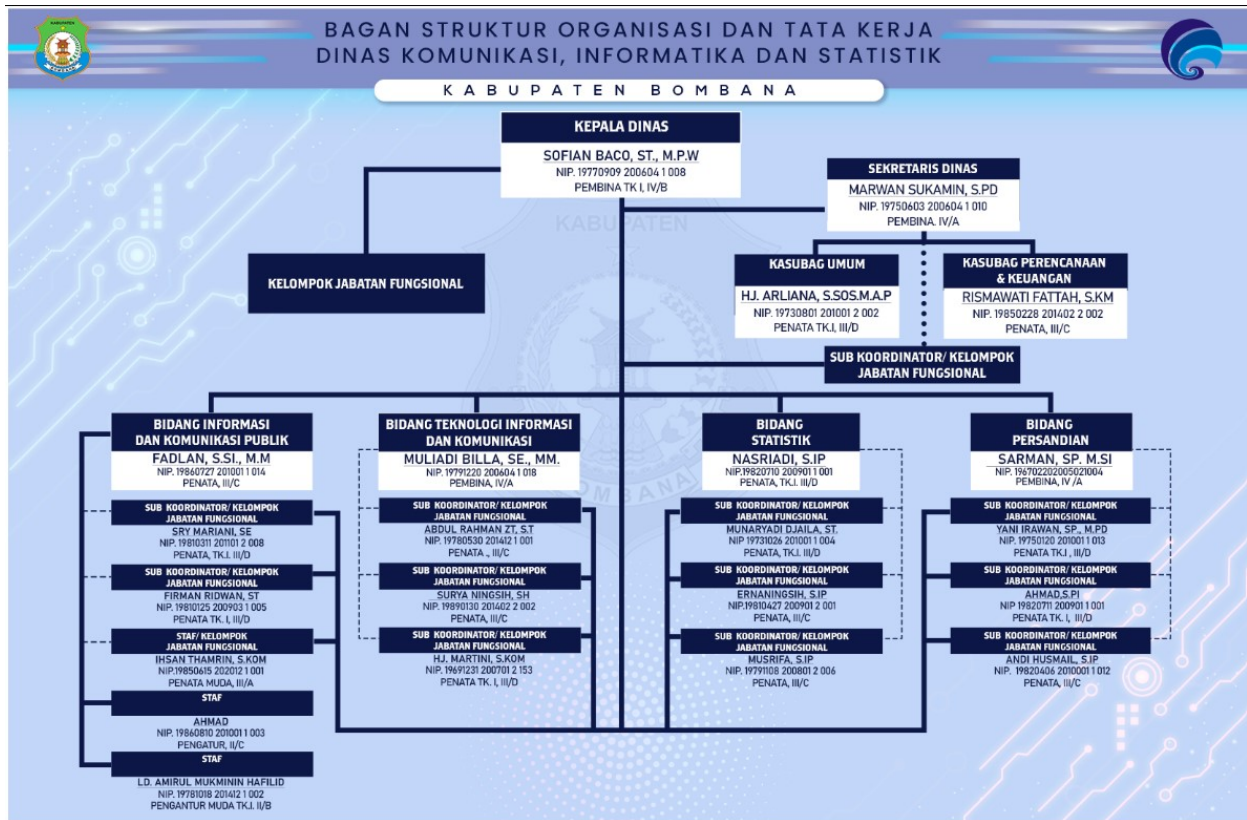 BAGAN STRUKTUR ORGANISASI DAN TATA KERJA
DINAS KOMUNIKASI, INFORMATIKA DAN STATISTIK
KABUPATEN BOMBANA
KABUPATEN
BOMBANA
KEPALA DINAS
SOFIAN BACO, ST., M.P.W
NIP. 19770909 200604 1 008
PEMBINA TK I, IV/B
SEKRETARIS DINAS
MARWAN SUKAMIN, S.PD
NIP. 19750603 200604 1 010
PEMBINA. IV/A
KELOMPOK JABATAN FUNGSIONAL
KASUBAG UMUM
HJ. ARLIANA, S.SOS.M.A.P
NIP. 19730801 201001 2 002
PENATA TK.I, III/D
KASUBAG PERENCANAAN
& KEUANGAN
RISMAWATI FATTAH, S.KM
NIP. 19850228 201402 2 002
PENATA, III/C
SUB KOORDINATOR/ KELOMPOK
JABATAN FUNGSIONAL
KABUPATEN
BOMBANA
BIDANG INFORMASI
DAN KOMUNIKASI PUBLIK
FADLAN, S.SI., M.M
NIP. 19860727 201001 1 014
PENATA, III/C
SUB KOORDINATOR/ KELOMPOK
JABATAN FUNGSIONAL
SRY MARIANI, SE
NIP. 19810311 201101 2 008
PENATA, TK.I. III/D
SUB KOORDINATOR/ KELOMPOK
JABATAN FUNGSIONAL
FIRMAN RIDWAN, ST
NIP. 19810125 200903 1 005
PENATA TK. I, III/D
STAF/ KELOMPOK
JABATAN FUNGSIONAL
IHSAN THAMRIN, S.KOM
NIP.19850615 202012 1 001
PENATA MUDA, III/A
STAF
AHMAD
NIP. 19860810 201001 1 003
PENGATUR, II/C
STAF
LD. AMIRUL MUKMININ HAFILID
NIP. 19781018 201412 1 002
PENGANTUR MUDA TK.I. II/B
BIDANG TEKNOLOGI INFORMASI
DAN KOMUNIKASI
MULIADI BILLA, SE., MM.
NIP. 19791220 200604 1 018
PEMBINA, IV/A
SUB KOORDINATOR/ KELOMPOK
JABATAN FUNGSIONAL
ABDUL RAHMAN ZT, S.T
NIP. 19780530 201412 1 001
PENATA ., III/C
SUB KOORDINATOR/ KELOMPOK
JABATAN FUNGSIONAL
SURYA NINGSIH, SH
NIP. 19890130 201402 2 002
PENATA, III/C
SUB KOORDINATOR/ KELOMPOK
JABATAN FUNGSIONAL
HJ. MARTINI, S.KOM
NIP. 19691231 200701 2 153
PENATA TK. I, III/D
BIDANG
STATISTIK
NASRIADI, S.IP
NIP.19820710 200901 1 001
PENATA, TK.I. III/D
SUB KOORDINATOR/ KELOMPOK
JABATAN FUNGSIONAL
MUNARYADI DJAILA, ST.
NIP. 19731026 201001 1 004
PENATA, TK.I. III/D
SUB KOORDINATOR/ KELOMPOK
JABATAN FUNGSIONAL
ERNANINGSIH, S.IP
NIP.19810427 200901 2 001
PENATA, III/C
SUB KOORDINATOR/ KELOMPOK
JABATAN FUNGSIONAL
MUSRIFA, S.IP
NIP. 19791108 200801 2 006
PENATA, III/C
BIDANG
PERSANDIAN
SARMAN, SP. M.SI
NIP. 196702202005021004
PEMBINA, IV /A
SUB KOORDINATOR/ KELOMPOK
JABATAN FUNGSIONAL
YANI IRAWAN, SP., M.PD
NIP. 19750120 201001 1 013
PENATA TK.I , III/D
SUB KOORDINATOR/ KELOMPOK
JABATAN FUNGSIONAL
AHMAD,S.PI
NIP 19820711 200901 1 001
PENATA TK. I, III/D
SUB KOORDINATOR/ KELOMPOK
JABATAN FUNGSIONAL
ANDI HUSMAIL, S.IP
NIP. 19820406 2010001 1 012
PENATA, III/C